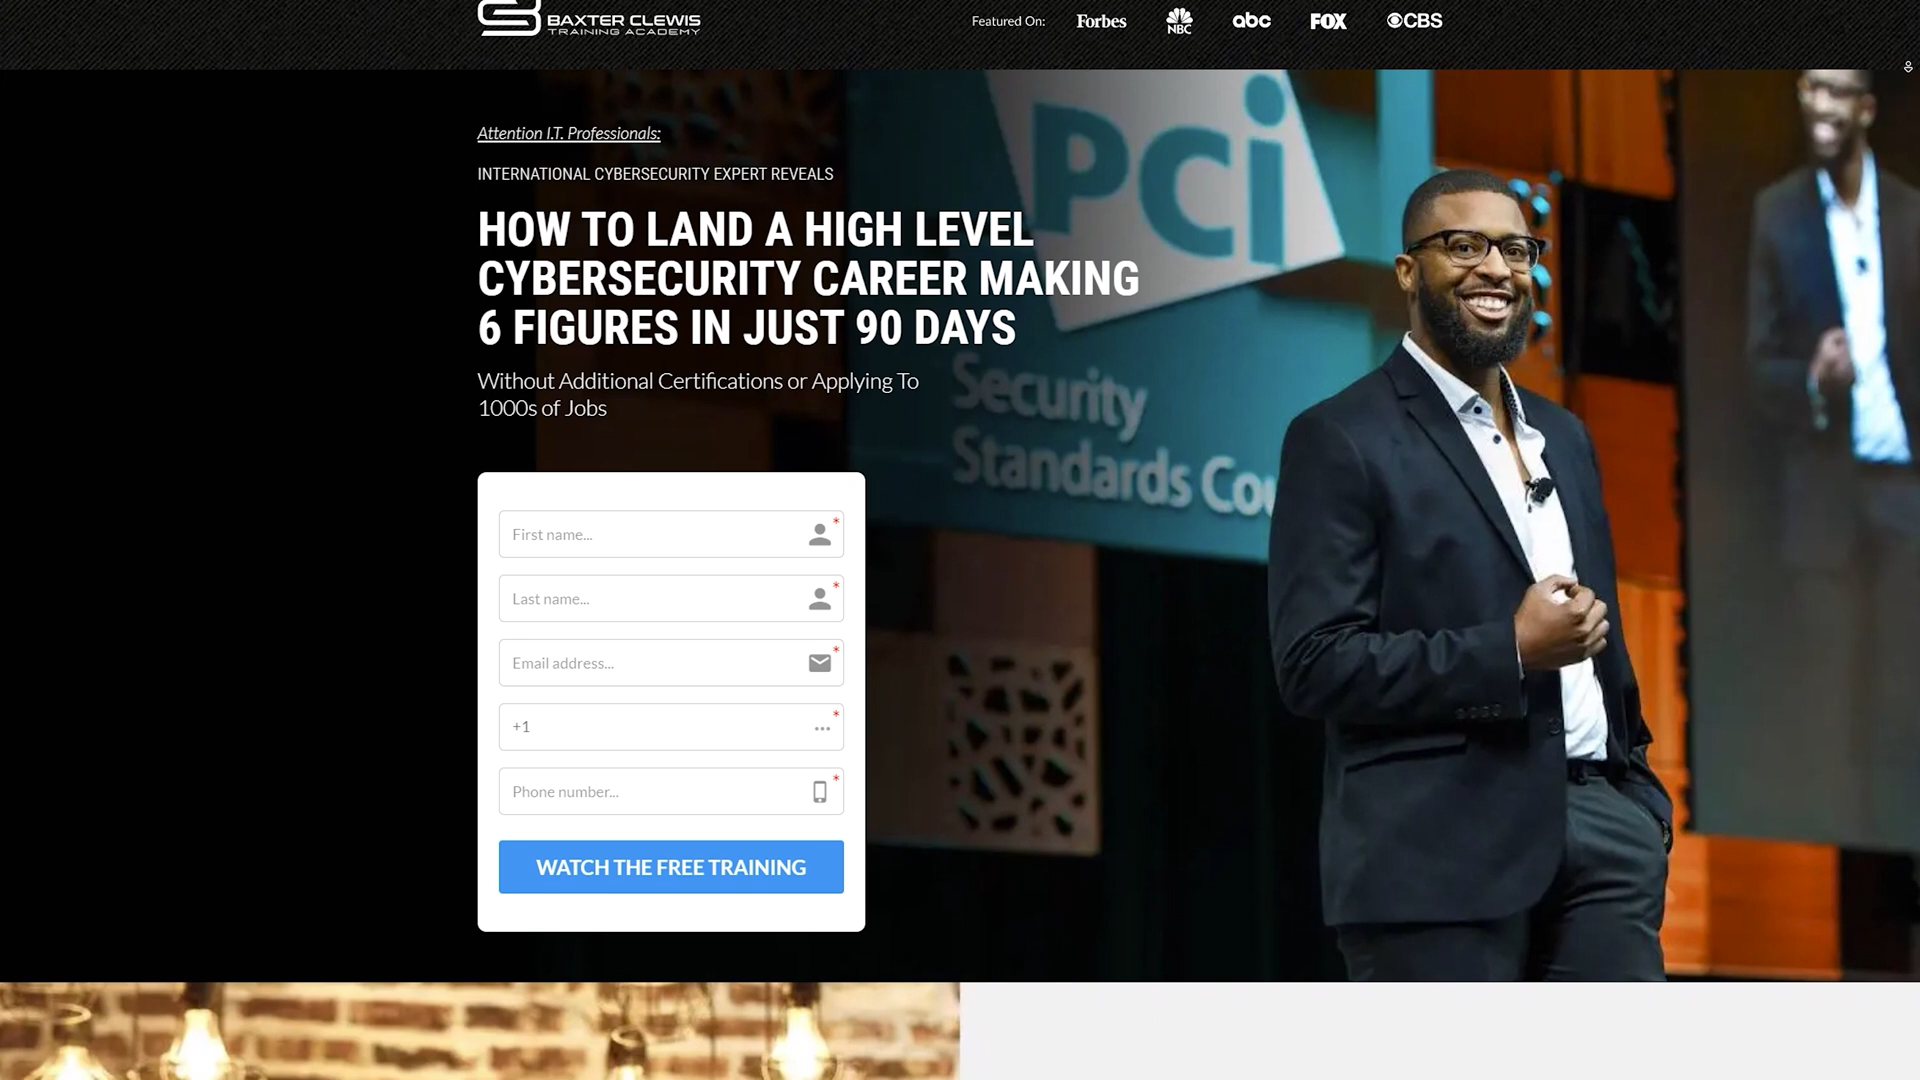 BAXTER CLEWIS
TRAINING ACADEMY
Featured On:
Forbes
NBC
abc
FOX
CBS
Attention I.T. Professionals:
INTERNATIONAL CYBERSECURITY EXPERT REVEALS
HOW TO LAND A HIGH LEVEL
CYBERSECURITY CAREER MAKING
6 FIGURES IN JUST 90 DAYS
Without Additional Certifications or Applying To
1000s of Jobs
PCi
Security
Standards Cou
First name...
*
Last name...
*
Email address...
*
+1
...
*
Phone number...
*
WATCH THE FREE TRAINING